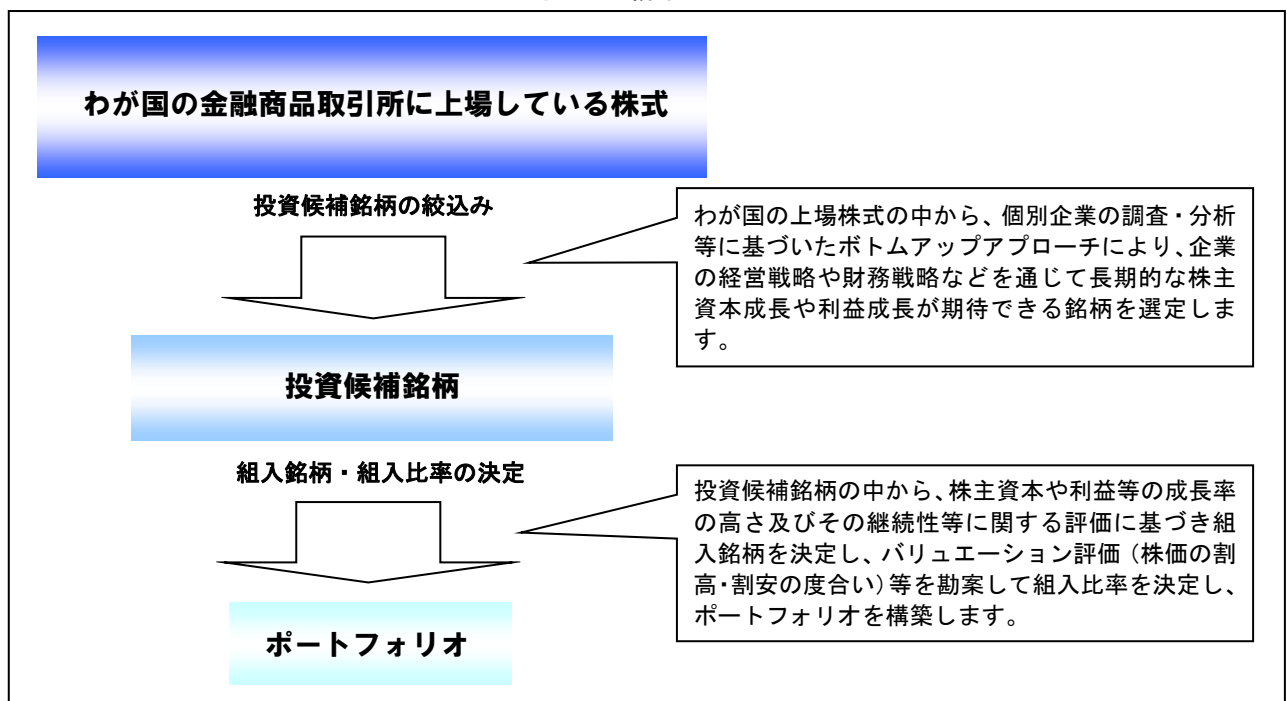 わが国の金融商品取引所に上場している株式
投資候補銘柄の絞込み
わが国の上場株式の中から、個別企業の調査・分析
等に基づいたボトムアップアプローチにより、企業
の経営戦略や財務戦略などを通じて長期的な株主
資本成長や利益成長が期待できる銘柄を選定しま
す。
投資候補銘柄
組入銘柄・組入比率の決定
投資候補銘柄の中から、株主資本や利益等の成長率
の高さ及びその継続性等に関する評価に基づき組
入銘柄を決定し、バリュエーション評価（株価の割
高・割安の度合い）等を勘案して組入比率を決定し、
ポートフォリオを構築します。
ポートフォリオ